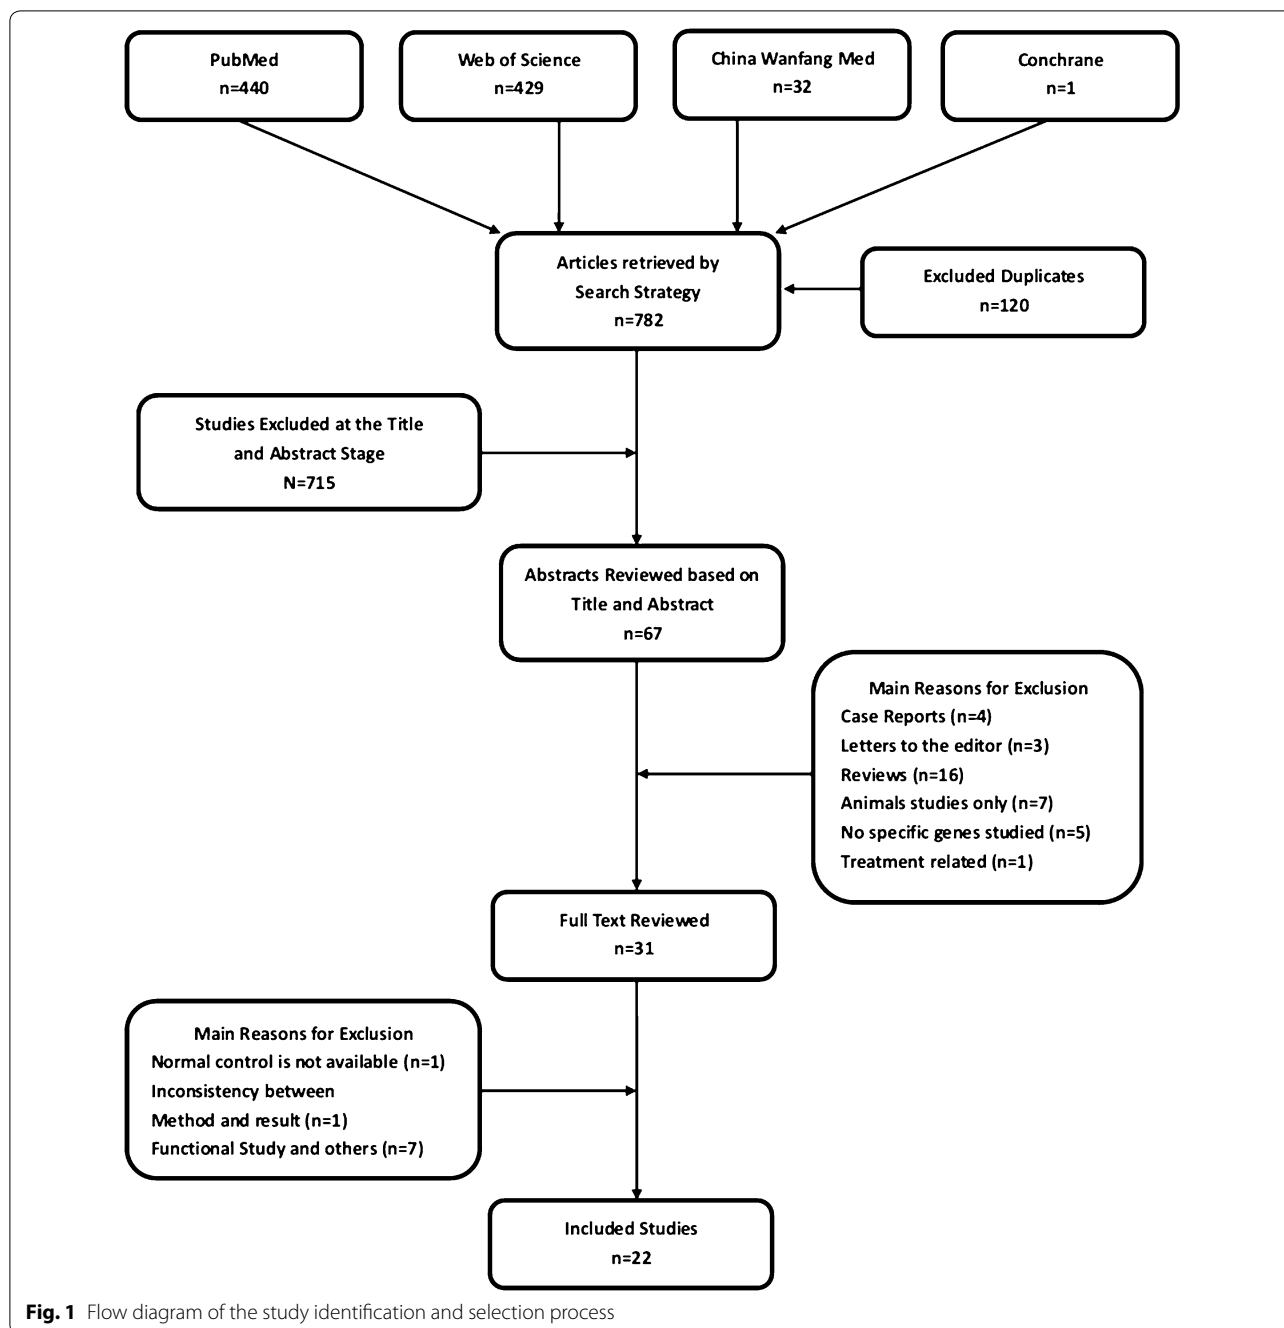 PubMed
n=440
Web of Science
n=429
China Wanfang Med
n=32
Conchrane
n=1
Articles retrieved by
Search Strategy
n=782
Excluded Duplicates
n=120
Studies Excluded at the Title
and Abstract Stage
N=715
Abstracts Reviewed based on
Title and Abstract
n=67
Main Reasons for Exclusion
Case Reports (n=4)
Letters to the editor (n=3)
Reviews (n=16)
Animals studies only (n=7)
No specific genes studied (n=5)
Treatment related (n=1)
Full Text Reviewed
n=31
Main Reasons for Exclusion
Normal control is not available (n=1)
Inconsistency between
Method and result (n=1)
Functional Study and others (n=7)
Included Studies
n=22
Fig. 1 Flow diagram of the study identification and selection process